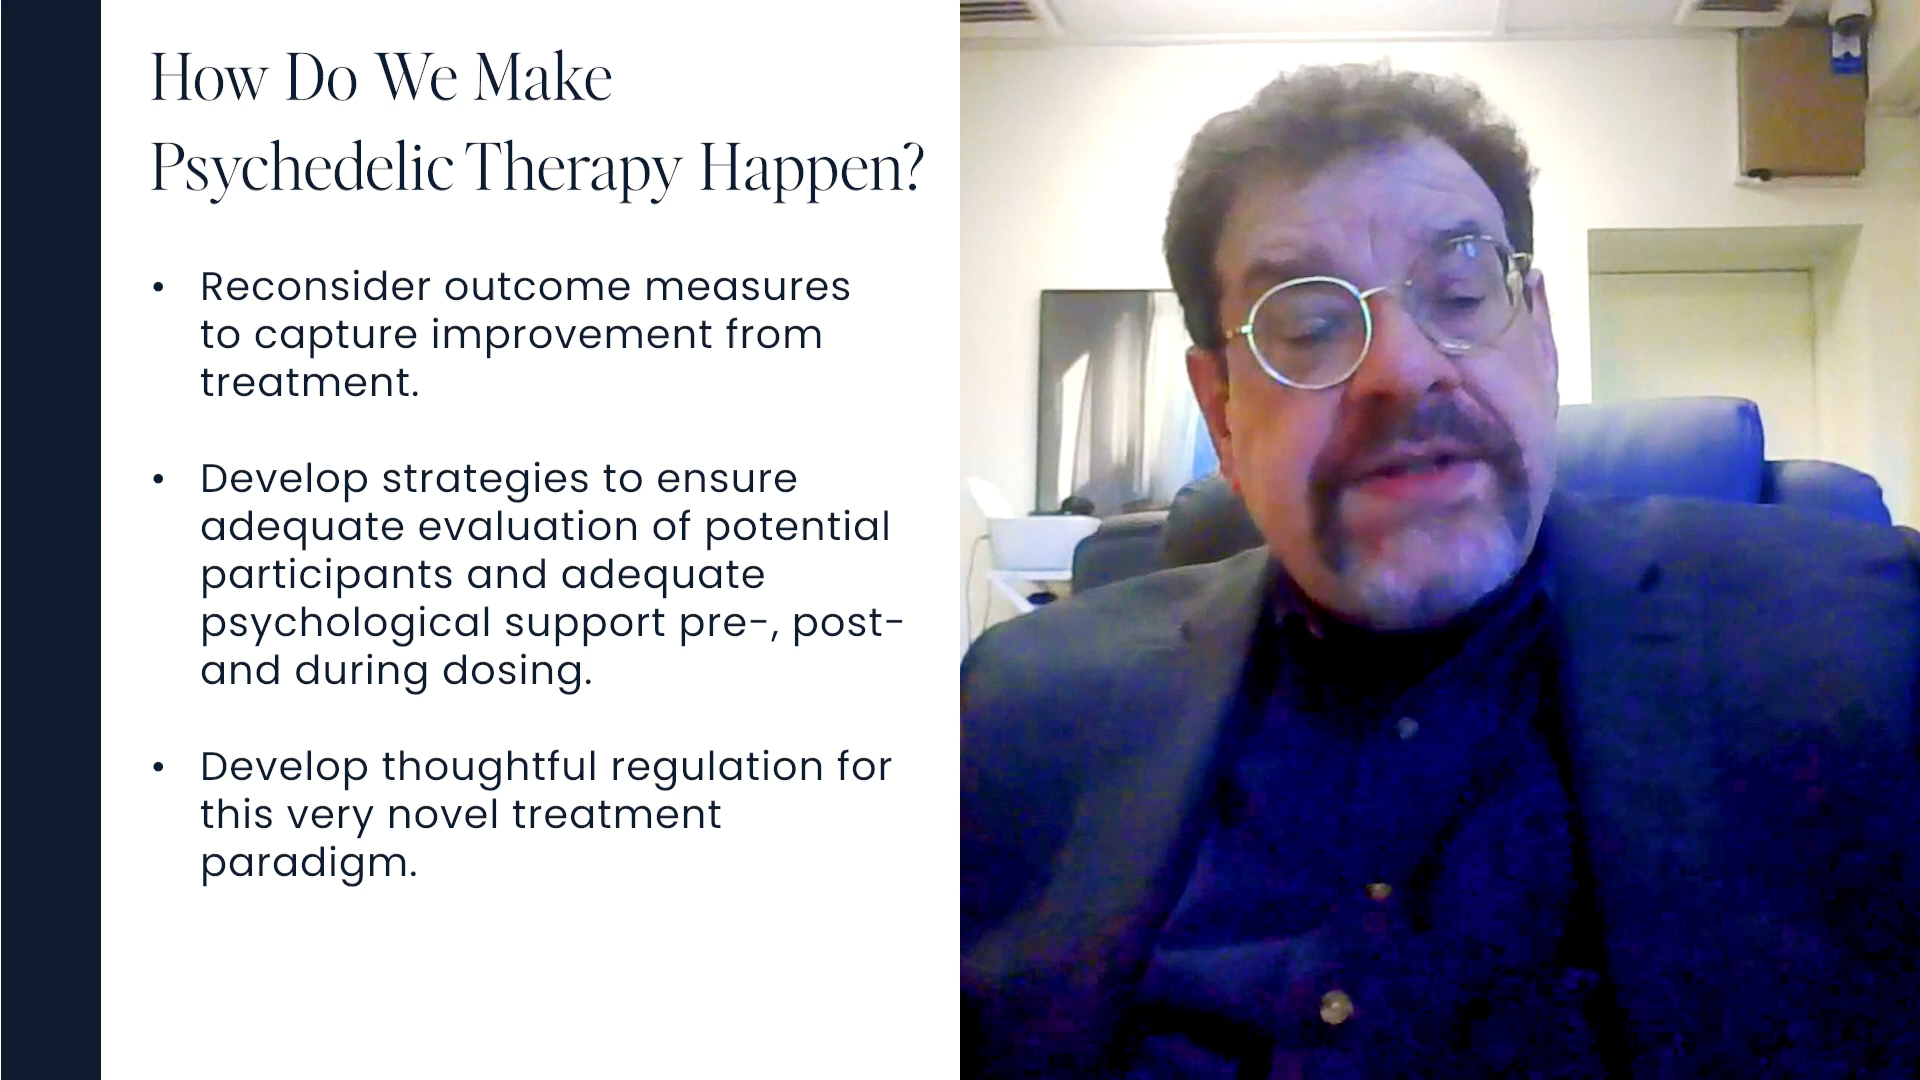 How Do We Make
Psychedelic Therapy Happen?
• Reconsider outcome measures
to capture improvement from
treatment.
• Develop strategies to ensure
adequate evaluation of potential
participants and adequate
psychological support pre-, post-
and during dosing.
• Develop thoughtful regulation for
this very novel treatment
paradigm.